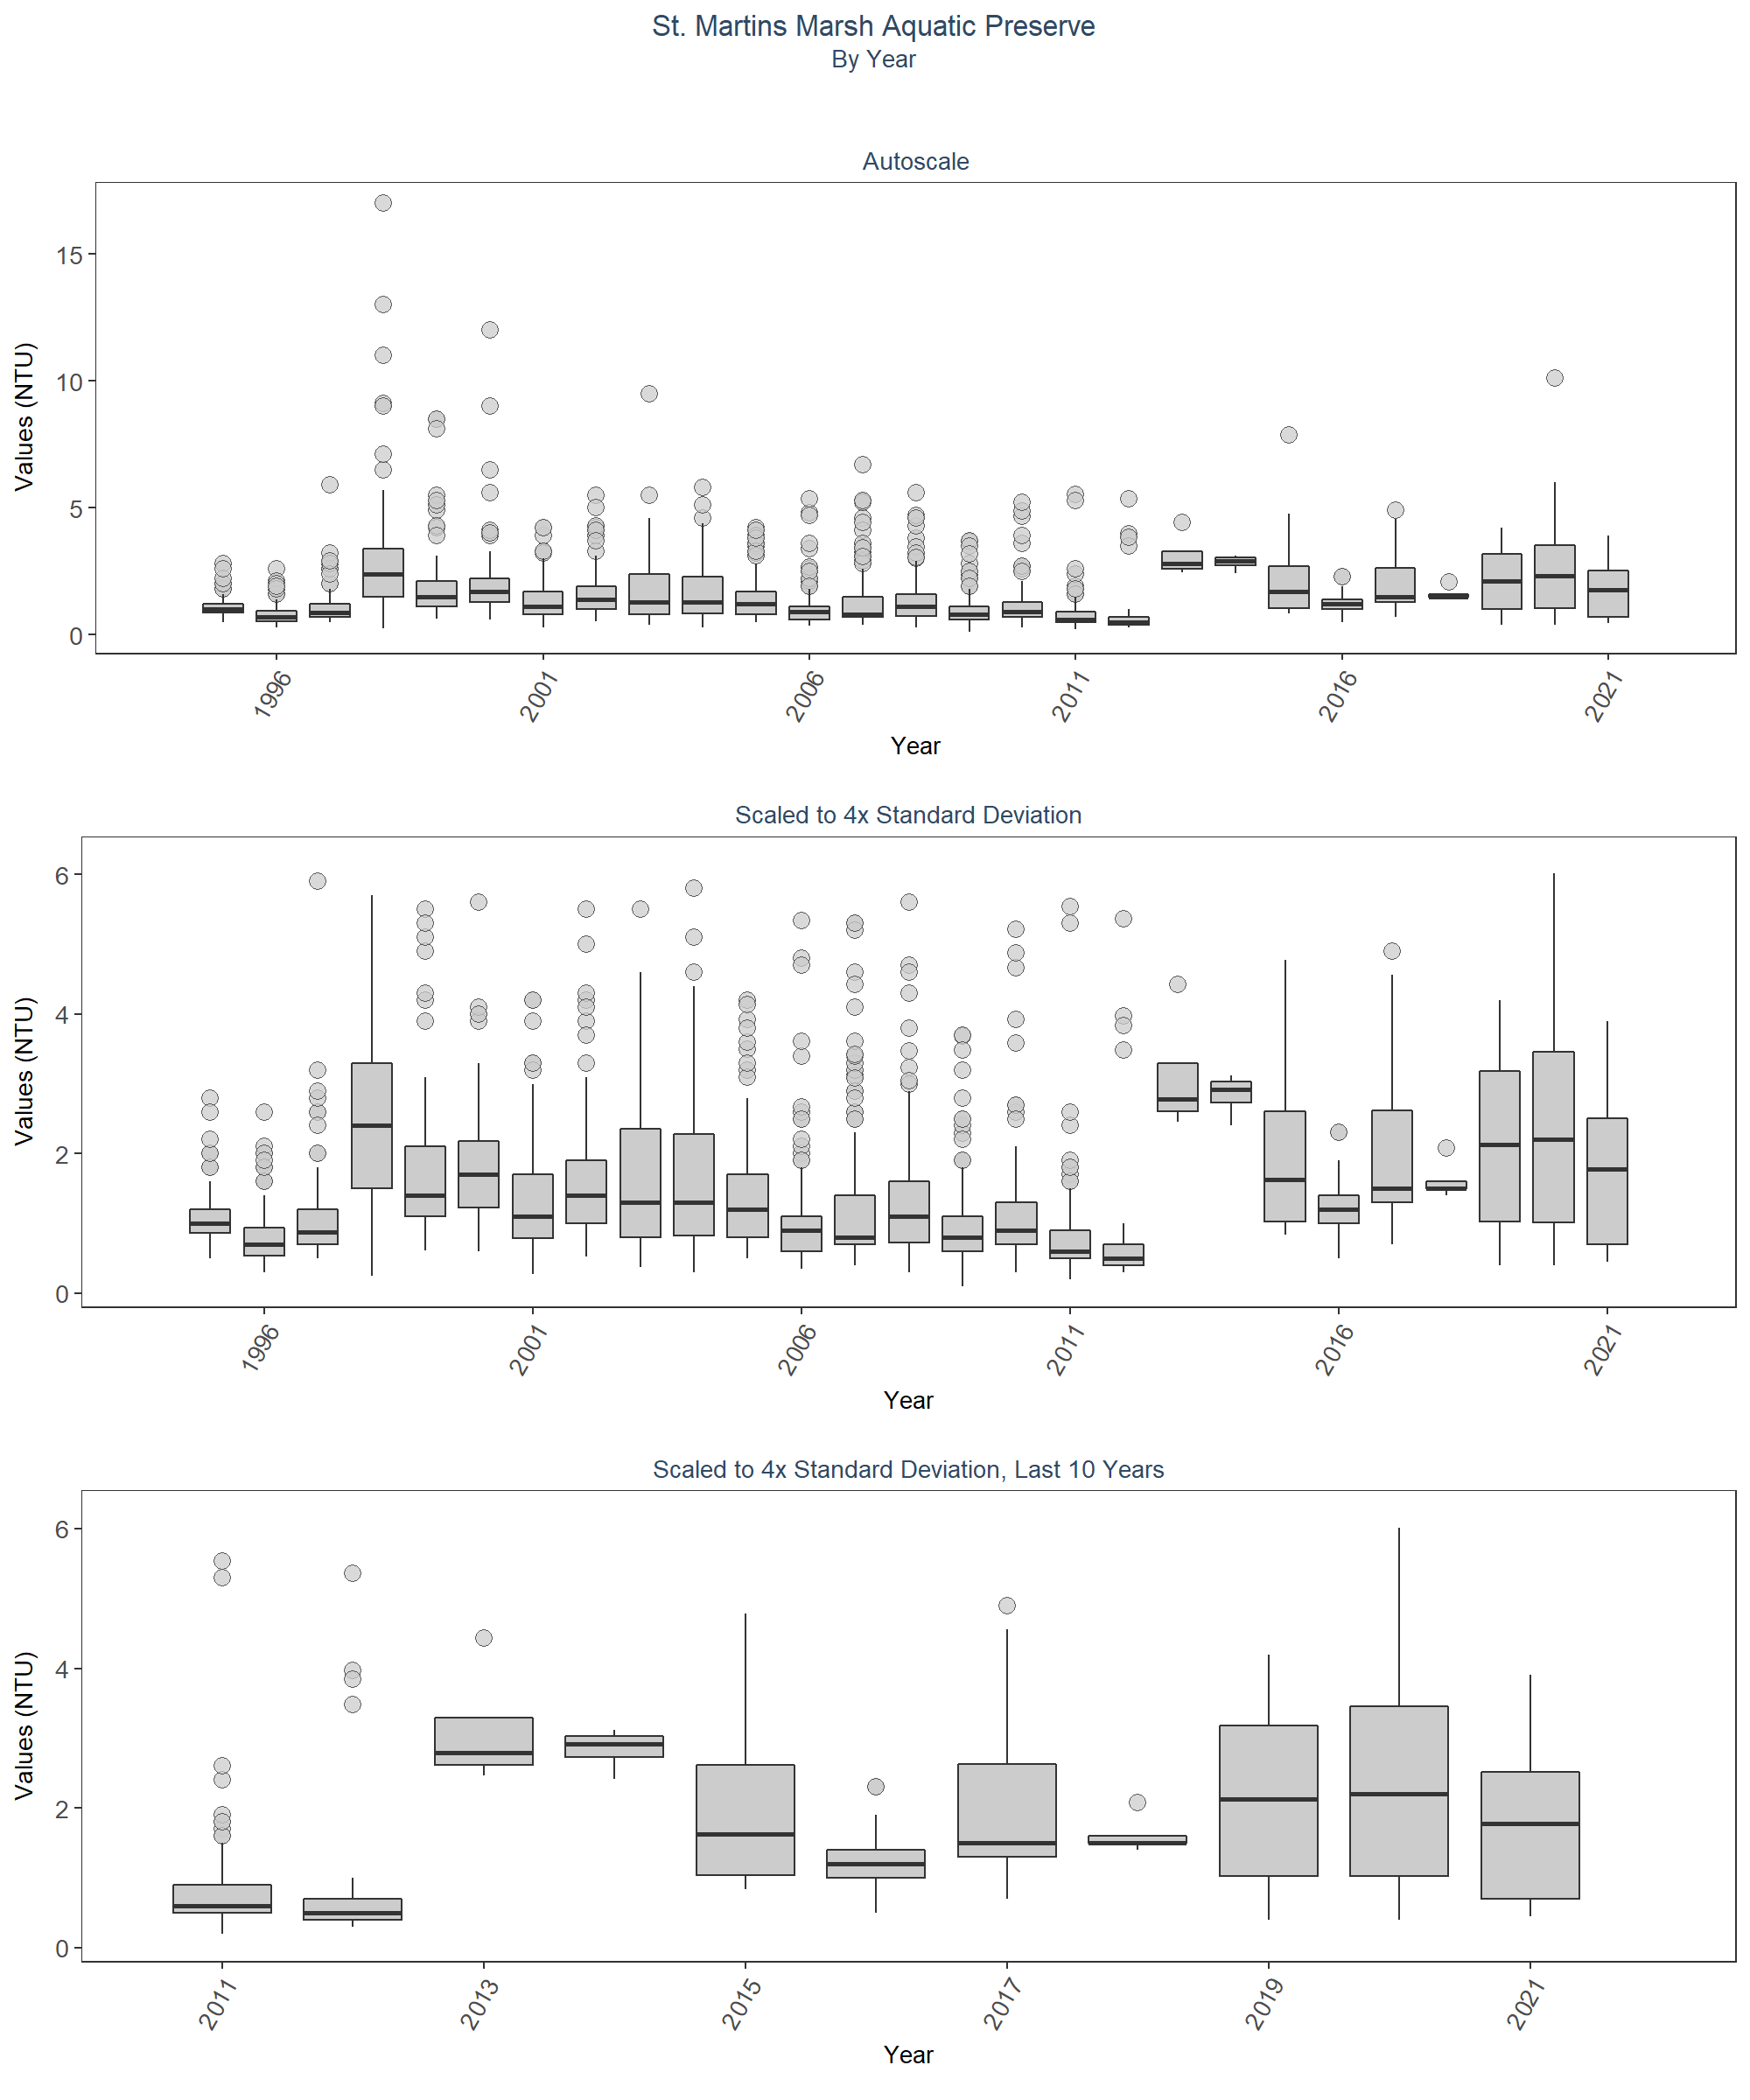 St. Martins Marsh Aquatic Preserve
By Year
Autoscale
Values (NTU)
15
10
5
0
1996 2001 2006 2011 2016 2021
Year
Scaled to 4x Standard Deviation
Values (NTU)
6
4
2
0
1996 2001 2006 2011 2016 2021
Year
Scaled to 4x Standard Deviation, Last 10 Years
Values (NTU)
6
4
2
0
2011 2013 2015 2017 2019 2021
Year